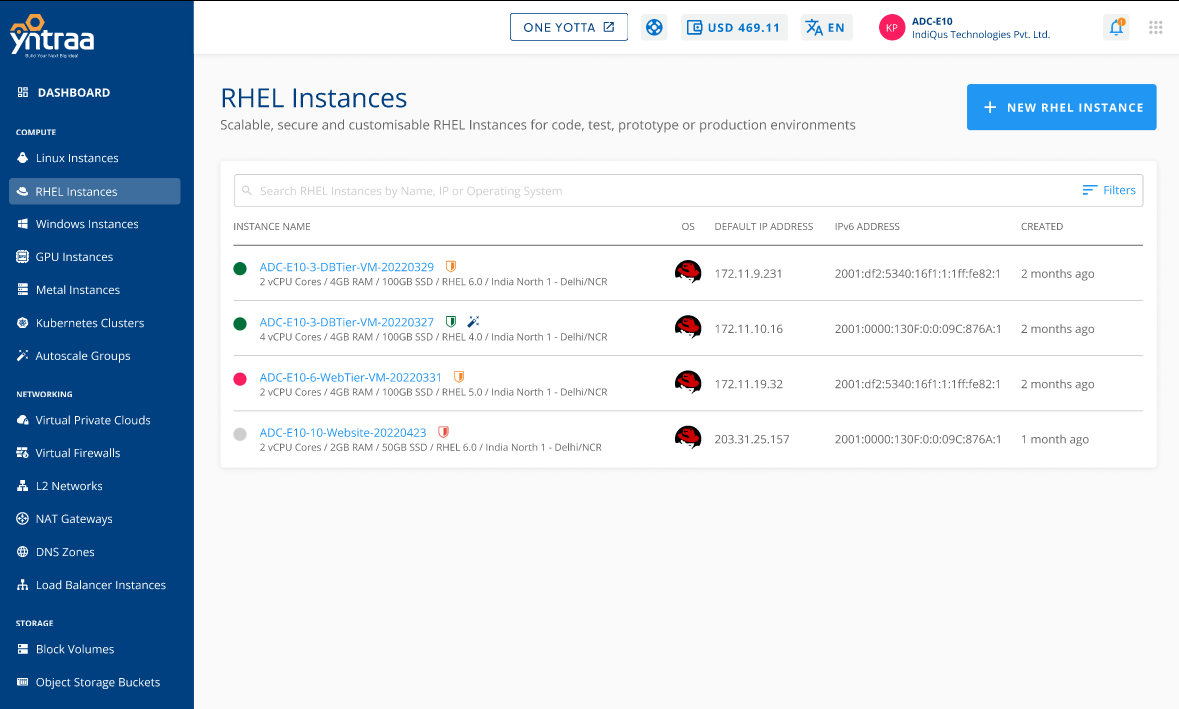 yntraa
Build Your Next Big Idea!
DASHBOARD
COMPUTE
Linux Instances
RHEL Instances
Windows Instances
GPU Instances
Metal Instances
Kubernetes Clusters
Autoscale Groups
NETWORKING
Virtual Private Clouds
Virtual Firewalls
L2 Networks
NAT Gateways
DNS Zones
Load Balancer Instances
STORAGE
Block Volumes
Object Storage Buckets
ONE YOTTA
USD 469.11
EN
KP
ADC-E10
IndiQus Technologies Pvt. Ltd.
RHEL Instances
Scalable, secure and customisable RHEL Instances for code, test, prototype or production environments
+ NEW RHEL INSTANCE
Search RHEL Instances by Name, IP or Operating System
Filters
INSTANCE NAME OS DEFAULT IP ADDRESS IPv6 ADDRESS CREATED
ADC-E10-3-DBTier-VM-20220329
2 vCPU Cores / 4GB RAM / 100GB SSD / RHEL 6.0 / India North 1 - Delhi/NCR
172.11.9.231 2001:df2:5340:16f1:1:1ff:fe82:1 2 months ago
ADC-E10-3-DBTier-VM-20220327
4 vCPU Cores / 4GB RAM / 100GB SSD / RHEL 4.0 / India North 1 - Delhi/NCR
172.11.10.16 2001:0000:130F:0:0:09C:876A:1 2 months ago
ADC-E10-6-WebTier-VM-20220331
2 vCPU Cores / 4GB RAM / 100GB SSD / RHEL 5.0 / India North 1 - Delhi/NCR
172.11.19.32 2001:df2:5340:16f1:1:1ff:fe82:1 2 months ago
ADC-E10-10-Website-20220423
2 vCPU Cores / 2GB RAM / 50GB SSD / RHEL 6.0 / India North 1 - Delhi/NCR
203.31.25.157 2001:0000:130F:0:0:09C:876A:1 1 month ago